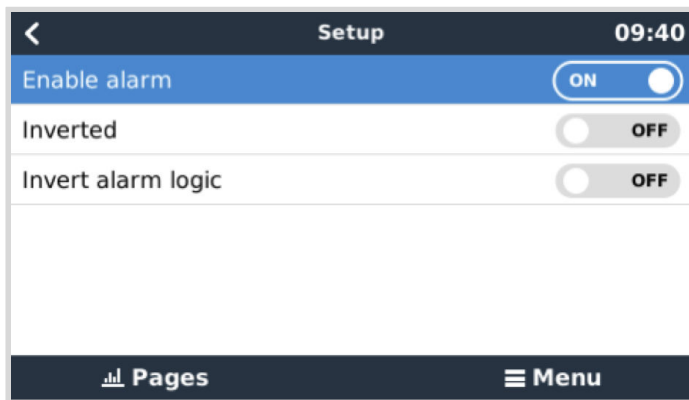 Setup 09:40
Enable alarm ON
Inverted OFF
Invert alarm logic OFF
Pages Menu